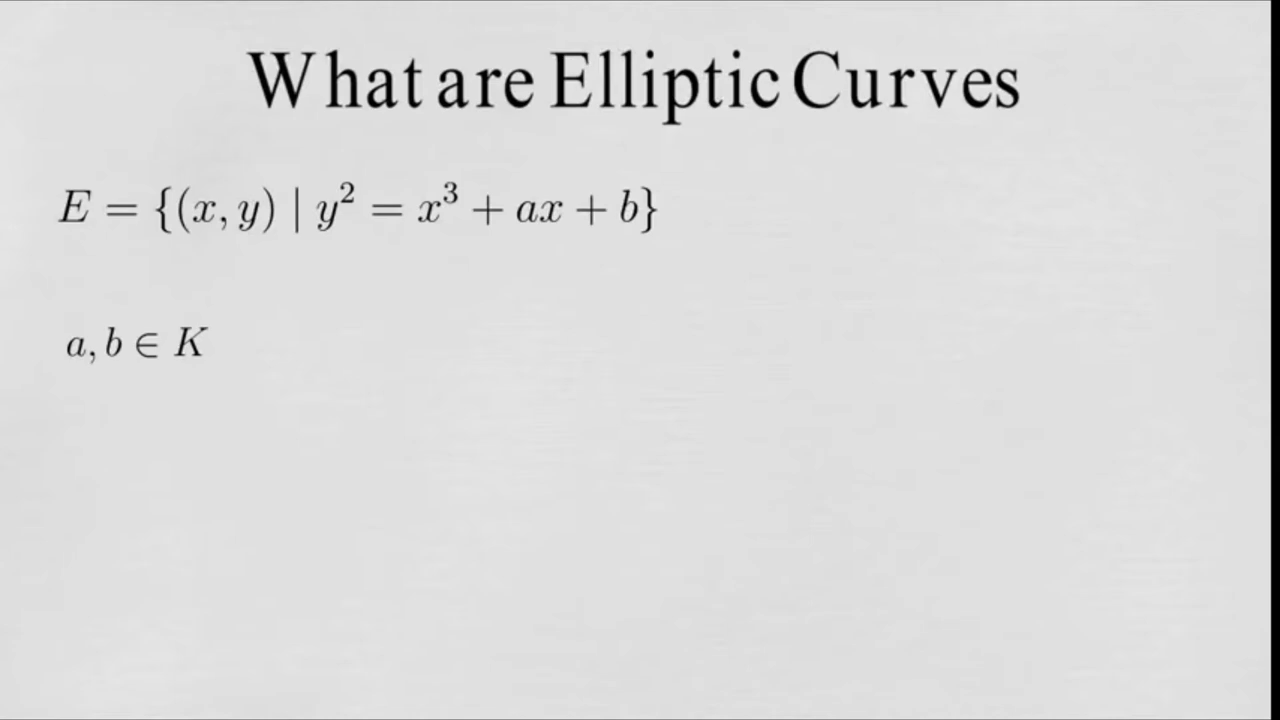 What are Elliptic Curves
E = {(x, y) | y² = x³ + ax + b}
a, b ∈ K